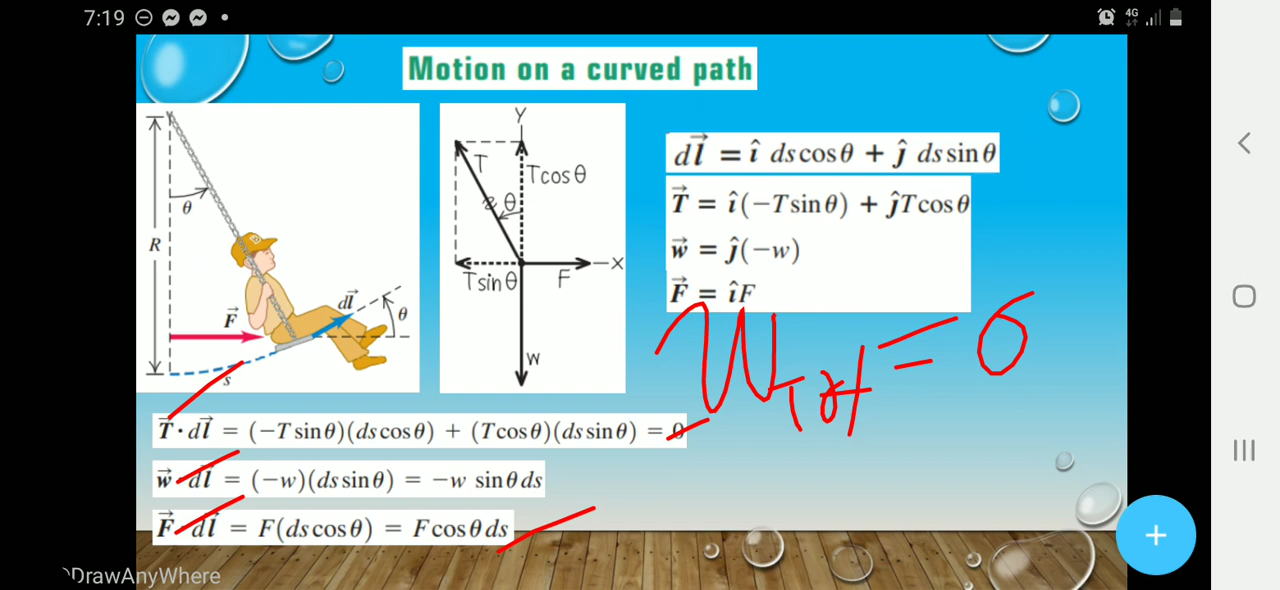 7:19
4G
Motion on a curved path
R
θ
F⃗
dl⃗
θ
s
Y
T
Tcosθ
θ
X
Tsinθ
F
W
dl⃗ = î ds cosθ + ĵ ds sinθ
T⃗ = î(−T sinθ) + ĵT cosθ
w⃗ = ĵ(−w)
F⃗ = îF
W_Tot = 0
T⃗ · dl⃗ = (−T sinθ)(ds cosθ) + (T cosθ)(ds sinθ) = 0
w⃗ · dl⃗ = (−w)(ds sinθ) = −w sinθ ds
F⃗ · dl⃗ = F(ds cosθ) = F cosθ ds
DrawAnyWhere